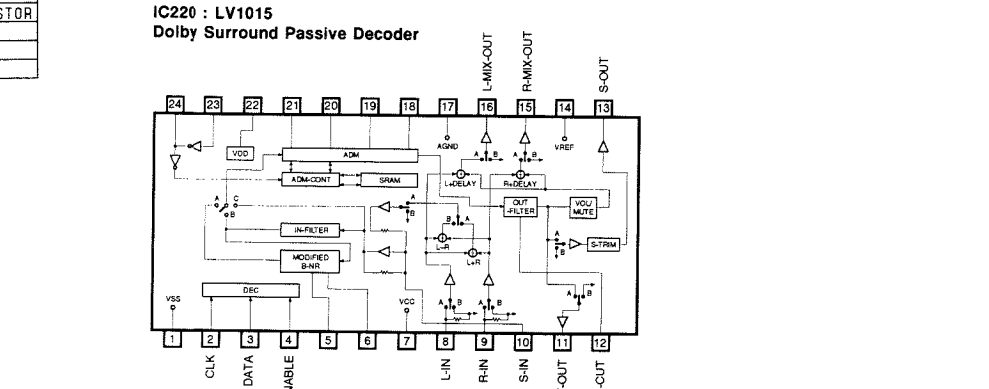 STOR
IC220 : LV1015
Dolby Surround Passive Decoder
L-MIX-OUT
R-MIX-OUT
S-OUT
24 23 22 21 20 19 18 17 16 15 14 13
VDD
ADM
AGND
A B
A B
VREF
ADM-CONT
SRAM
L+DELAY
R+DELAY
A C
B
A
B
OUT
-FILTER
VOL/
MUTE
IN-FILTER
B A
L-R
L+R
A
B
S-TRIM
MODIFIED
B-NR
DEC
VSS
VCC
A B
A B
A B
1 2 3 4 5 6 7 8 9 10 11 12
CLK
DATA
NABLE
L-IN
R-IN
S-IN
-OUT
-CUT